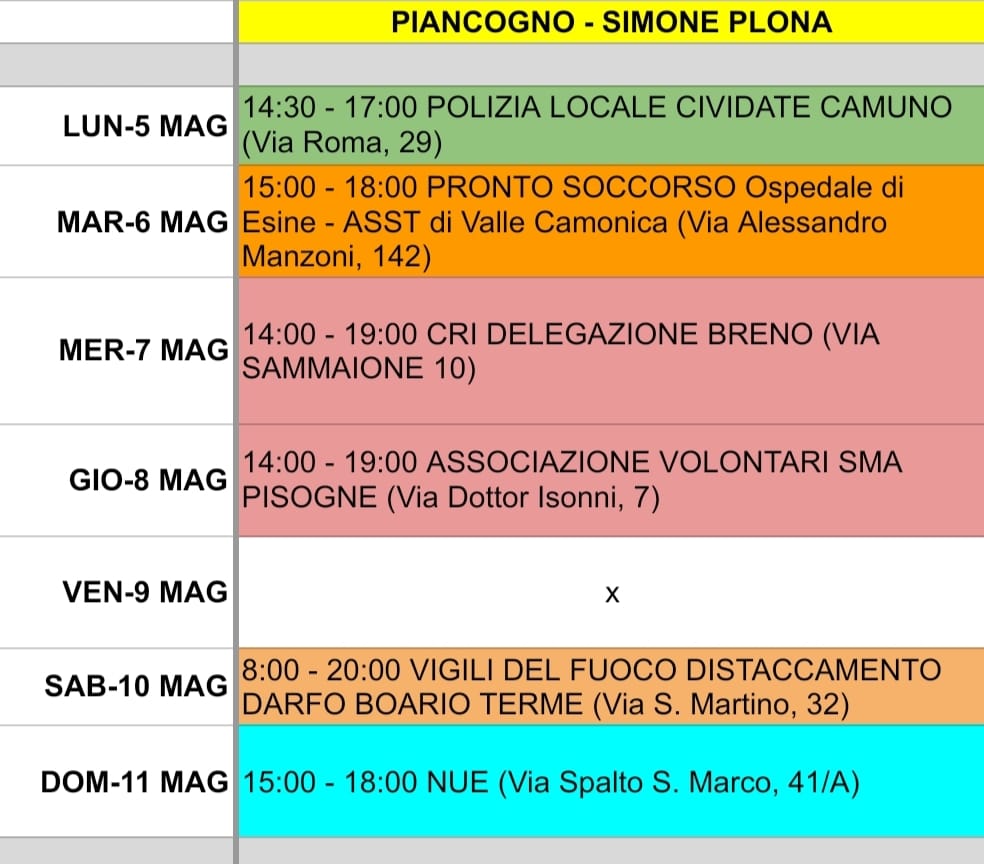 PIANCOGNO - SIMONE PLONA
LUN-5 MAG
14:30 - 17:00 POLIZIA LOCALE CIVIDATE CAMUNO
(Via Roma, 29)
MAR-6 MAG
15:00 - 18:00 PRONTO SOCCORSO Ospedale di
Esine - ASST di Valle Camonica (Via Alessandro
Manzoni, 142)
MER-7 MAG
14:00 - 19:00 CRI DELEGAZIONE BRENO (VIA
SAMMAIONE 10)
GIO-8 MAG
14:00 - 19:00 ASSOCIAZIONE VOLONTARI SMA
PISOGNE (Via Dottor Isonni, 7)
VEN-9 MAG
x
SAB-10 MAG
8:00 - 20:00 VIGILI DEL FUOCO DISTACCAMENTO
DARFO BOARIO TERME (Via S. Martino, 32)
DOM-11 MAG
15:00 - 18:00 NUE (Via Spalto S. Marco, 41/A)